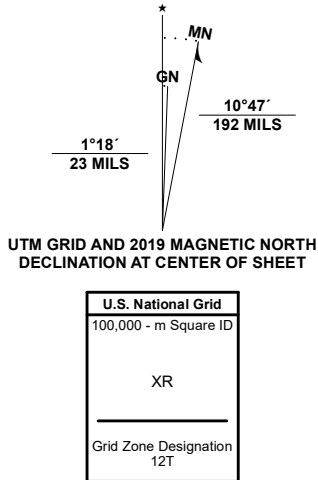 MN
GN
1°18´
23 MILS
10°47´
192 MILS
UTM GRID AND 2019 MAGNETIC NORTH
DECLINATION AT CENTER OF SHEET
U.S. National Grid
100,000 - m Square ID
XR
Grid Zone Designation
12T